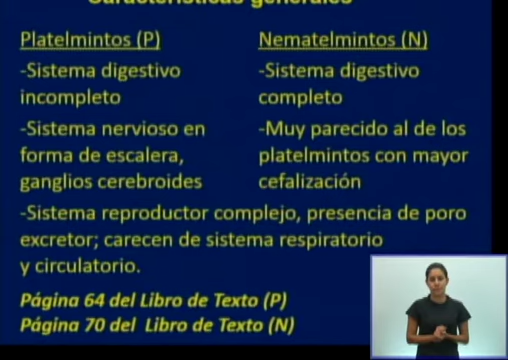 Características generales
Platelmintos (P)
Nematelmintos (N)
-Sistema digestivo
incompleto
-Sistema digestivo
completo
-Sistema nervioso en
forma de escalera,
ganglios cerebroides
-Muy parecido al de los
platelmintos con mayor
cefalización
-Sistema reproductor complejo, presencia de poro
excretor; carecen de sistema respiratorio
y circulatorio.
Página 64 del Libro de Texto (P)
Página 70 del Libro de Texto (N)